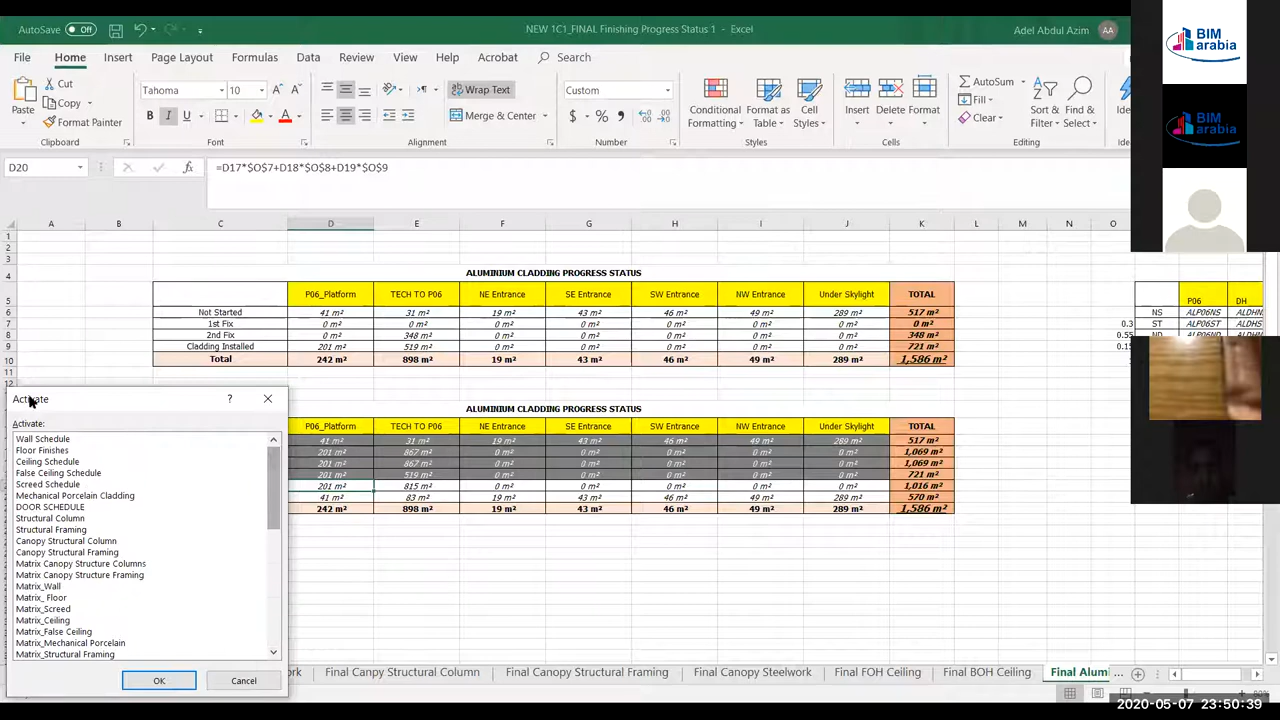 AutoSave Off NEW 1C1_FINAL Finishing Progress Status 1 - Excel Adel Abdul Azim AA
File Home Insert Page Layout Formulas Data Review View Help Acrobat Search
Paste Cut Copy Format Painter Clipboard
Tahoma 10 B I U Font
Wrap Text Merge & Center Alignment
Custom $ % Number
Conditional Formatting Format as Table Cell Styles Styles
Insert Delete Format Cells
AutoSum Fill Clear Sort & Filter Find & Select Editing
BIM arabia
BIM arabia
D20 fx =D17*$O$7+D18*$O$8+D19*$O$9
A B C D E F G H I J K L M N O
1
2
3
4 ALUMINIUM CLADDING PROGRESS STATUS
5 P06_Platform TECH TO P06 NE Entrance SE Entrance SW Entrance NW Entrance Under Skylight TOTAL P06 DH
6 Not Started 41 m² 31 m² 19 m² 43 m² 46 m² 49 m² 289 m² 517 m² NS ALP06NS
7 1st Fix 0 m² 0 m² 0 m² 0 m² 0 m² 0 m² 0 m² 0 m² 0.3 ST ALP06ST
8 2nd Fix 0 m² 348 m² 0 m² 0 m² 0 m² 0 m² 0 m² 348 m² 0.55
9 Cladding Installed 201 m² 519 m² 0 m² 0 m² 0 m² 0 m² 0 m² 721 m²
10 Total 242 m² 898 m² 19 m² 43 m² 46 m² 49 m² 289 m² 1,586 m²
11
12
ALUMINIUM CLADDING PROGRESS STATUS
P06_Platform TECH TO P06 NE Entrance SE Entrance SW Entrance NW Entrance Under Skylight TOTAL
41 m² 31 m² 19 m² 43 m² 46 m² 49 m² 289 m² 517 m²
201 m² 867 m² 0 m² 0 m² 0 m² 0 m² 0 m² 1,069 m²
201 m² 867 m² 0 m² 0 m² 0 m² 0 m² 0 m² 1,069 m²
201 m² 519 m² 0 m² 0 m² 0 m² 0 m² 0 m² 721 m²
201 m² 815 m² 0 m² 0 m² 0 m² 0 m² 0 m² 1,016 m²
41 m² 83 m² 19 m² 43 m² 46 m² 49 m² 289 m² 570 m²
242 m² 898 m² 19 m² 43 m² 46 m² 49 m² 289 m² 1,586 m²
Activate ?
Activate:
Wall Schedule
Floor Finishes
Ceiling Schedule
False Ceiling Schedule
Screed Schedule
Mechanical Porcelain Cladding
DOOR SCHEDULE
Structural Column
Structural Framing
Canopy Structural Column
Canopy Structural Framing
Matrix Canopy Structure Columns
Matrix Canopy Structure Framing
Matrix_Wall
Matrix_ Floor
Matrix_Screed
Matrix_Ceiling
Matrix_False Ceiling
Matrix_Mechanical Porcelain
Matrix_Structural Framing
OK Cancel
Final Canpy Structural Column Final Canopy Structural Framing Final Canopy Steelwork Final FOH Ceiling Final BOH Ceiling Final Alum ...
2020-05-07 23:50:39